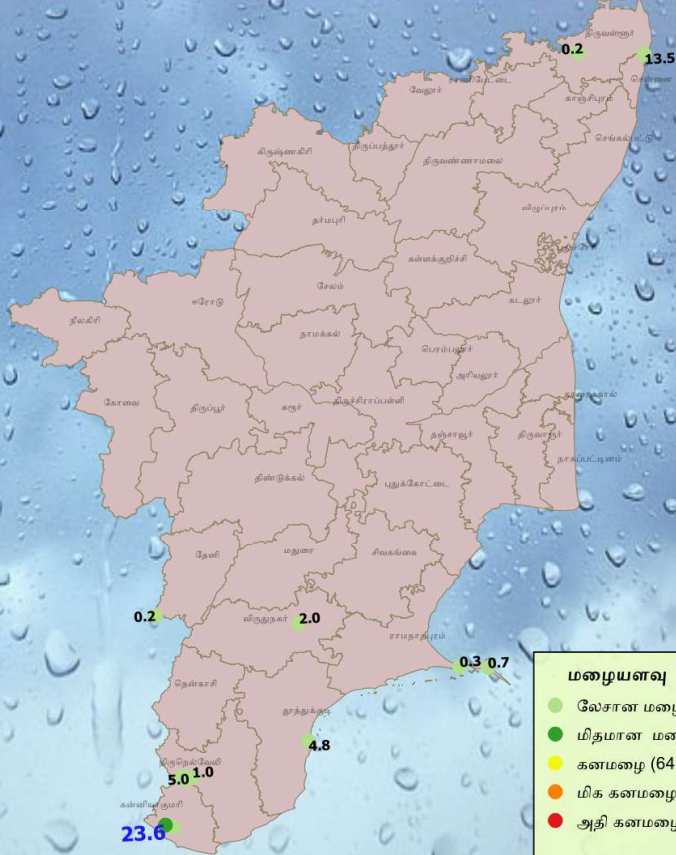 திருவள்ளூர்
0.2
13.5
சென்னை
ராணிப்பேட்டை
வேலூர்
காஞ்சிபுரம்
செங்கல்பட்டு
திருப்பத்தூர்
கிருஷ்ணகிரி
திருவண்ணாமலை
விழுப்புரம்
தர்மபுரி
கள்ளக்குறிச்சி
சேலம்
ஈரோடு
கடலூர்
நீலகிரி
நாமக்கல்
பெரம்பலூர்
அரியலூர்
காரைக்கால்
கோவை
திருப்பூர்
கரூர்
திருச்சிராப்பள்ளி
தஞ்சாவூர்
திருவாரூர்
நாகப்பட்டினம்
திண்டுக்கல்
புதுக்கோட்டை
தேனி
மதுரை
சிவகங்கை
0.2
விருதுநகர்
2.0
ராமநாதபுரம்
0.3 0.7
தென்காசி
தூத்துக்குடி
4.8
திருநெல்வேலி
5.0 1.0
கன்னியாகுமரி
23.6
மழையளவு
லேசான
மிதமான
கனமழை (64
மிக கனமழை
அதி கனமழை